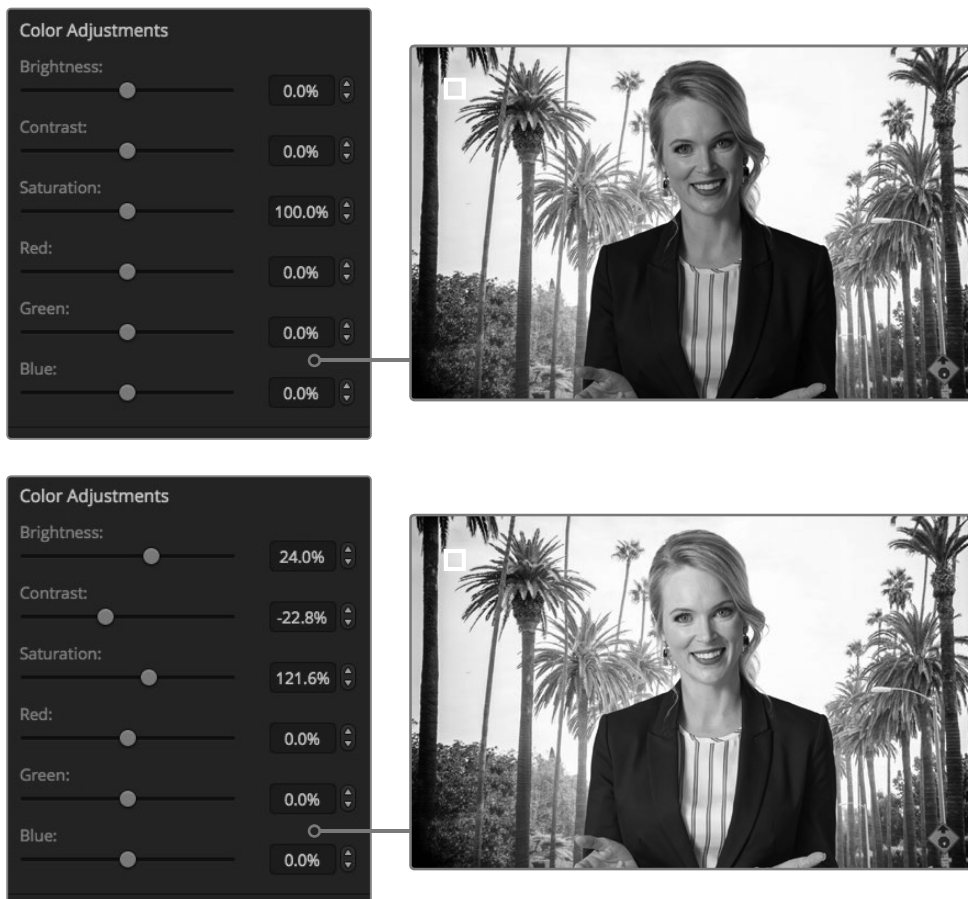 Color Adjustments
Brightness:
0.0%
Contrast:
0.0%
Saturation:
100.0%
Red:
0.0%
Green:
0.0%
Blue:
0.0%
Color Adjustments
Brightness:
24.0%
Contrast:
-22.8%
Saturation:
121.6%
Red:
0.0%
Green:
0.0%
Blue:
0.0%